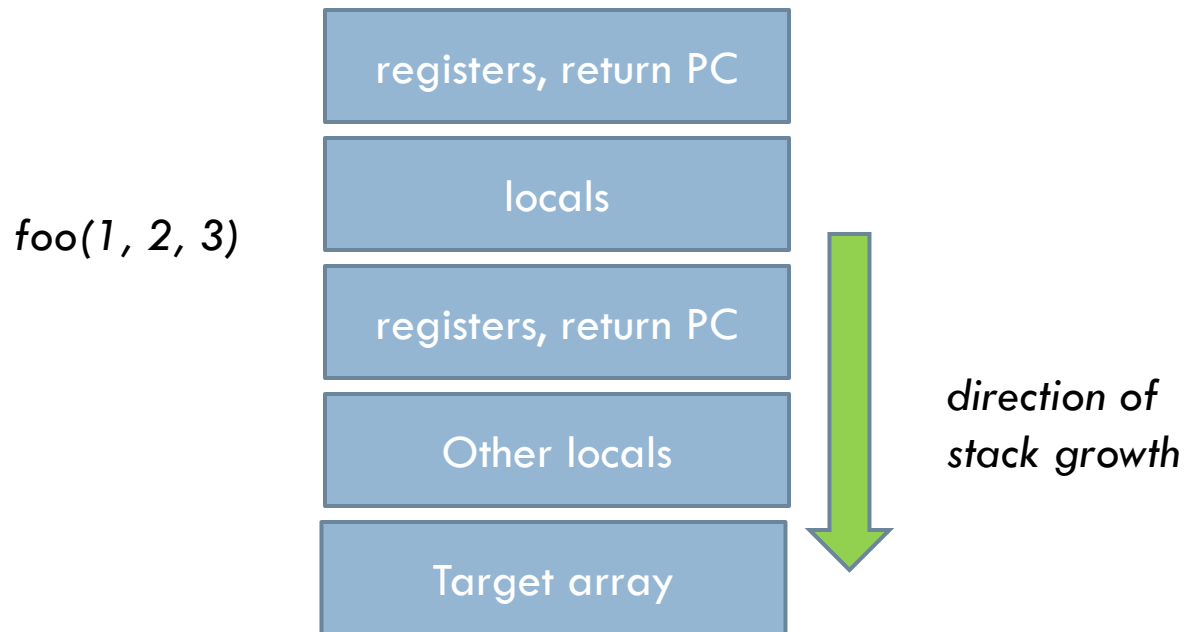 registers, return PC
locals
foo(1, 2, 3)
registers, return PC
direction of
stack growth
Other locals
Target array